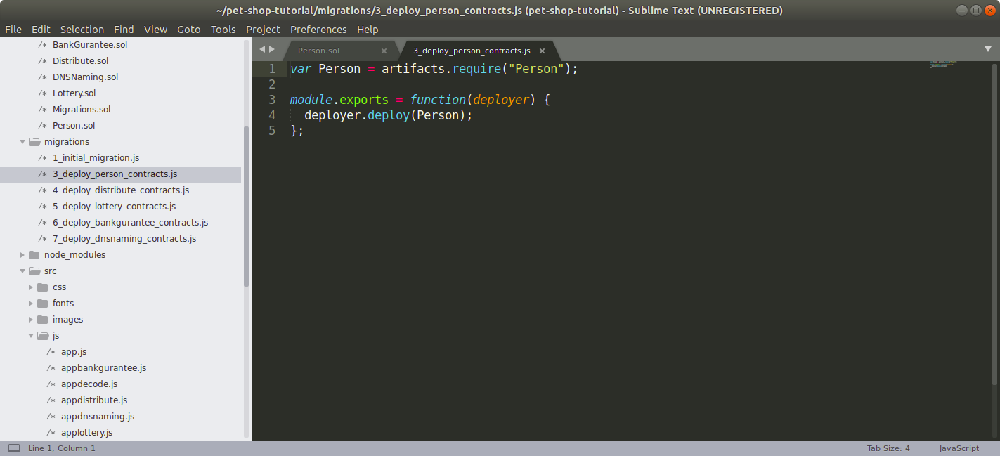 ~/pet-shop-tutorial/migrations/3_deploy_person_contracts.js (pet-shop-tutorial) - Sublime Text (UNREGISTERED)
File Edit Selection Find View Goto Tools Project Preferences Help
/* BankGurantee.sol
/* Distribute.sol
/* DNSNaming.sol
/* Lottery.sol
/* Migrations.sol
/* Person.sol
migrations
/* 1_initial_migration.js
/* 3_deploy_person_contracts.js
/* 4_deploy_distribute_contracts.js
/* 5_deploy_lottery_contracts.js
/* 6_deploy_bankgurantee_contracts.js
/* 7_deploy_dnsnaming_contracts.js
node_modules
src
css
fonts
images
js
/* app.js
/* appbankgurantee.js
/* appdecode.js
/* appdistribute.js
/* appdnsnaming.js
/* applottery.js
Person.sol × 3_deploy_person_contracts.js ×
1 var Person = artifacts.require("Person");
2
3 module.exports = function(deployer) {
4   deployer.deploy(Person);
5 };
Line 1, Column 1 Tab Size: 4 JavaScript